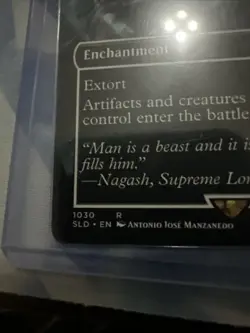 Enchantment
Extort
Artifacts and creatures
control enter the battle
“Man is a beast and it i
fills him.”
—Nagash, Supreme Lor
1030 R
SLD • EN ANTONIO JOSÉ MANZANEDO